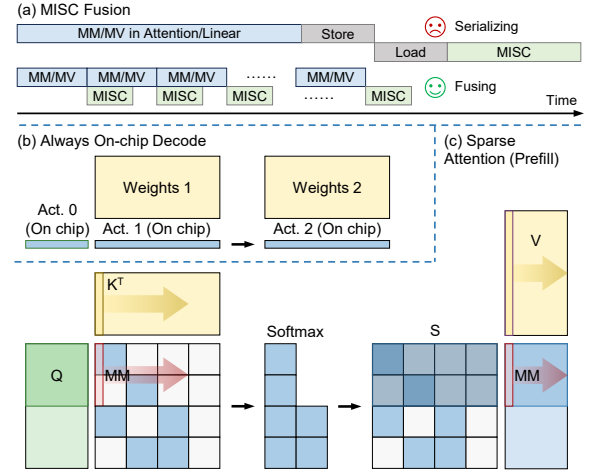 (a) MISC Fusion
MM/MV in Attention/Linear
Store
Serializing
Load
MISC
MM/MV
MM/MV
MM/MV
......
MM/MV
Fusing
MISC
MISC
MISC
......
MISC
Time
(b) Always On-chip Decode
(c) Sparse
Attention (Prefill)
Weights 1
Weights 2
Act. 0
(On chip)
Act. 1 (On chip)
Act. 2 (On chip)
V
Kᵀ
Softmax
S
Q
MM
MM